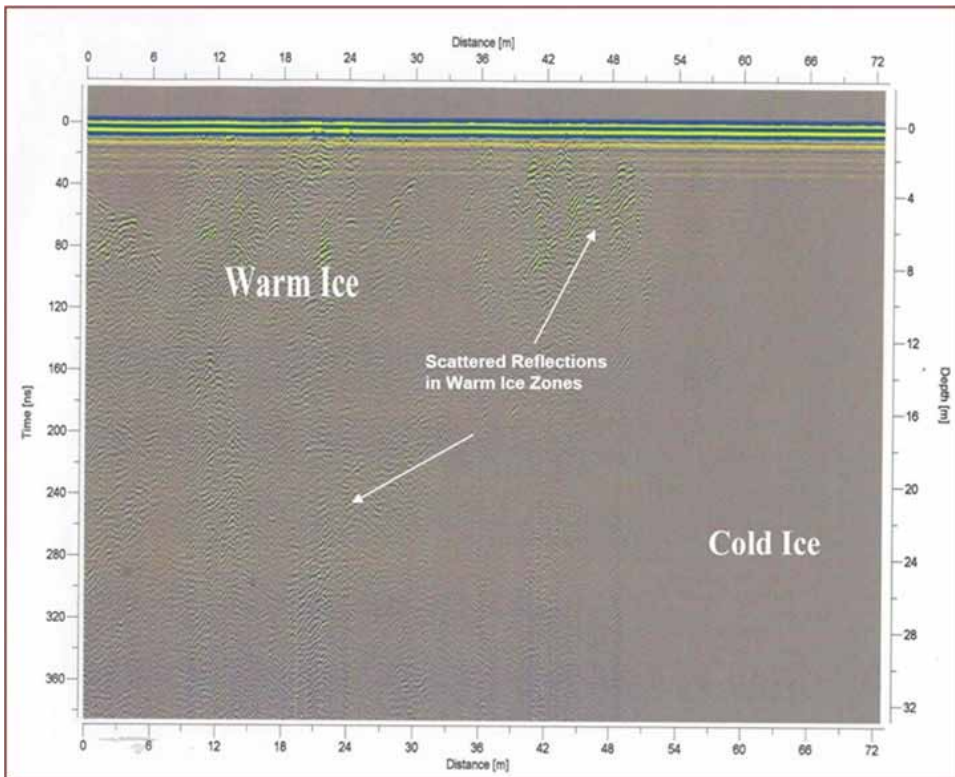 Distance [m]
0 6 12 18 24 30 36 42 48 54 60 66 72
Time [ns]
0
40
80
120
160
200
240
280
320
360
Warm Ice
Scattered Reflections
in Warm Ice Zones
Cold Ice
Depth [m]
0
4
8
12
16
20
24
28
32
0 6 12 18 24 30 36 42 48 54 60 66 72
Distance [m]